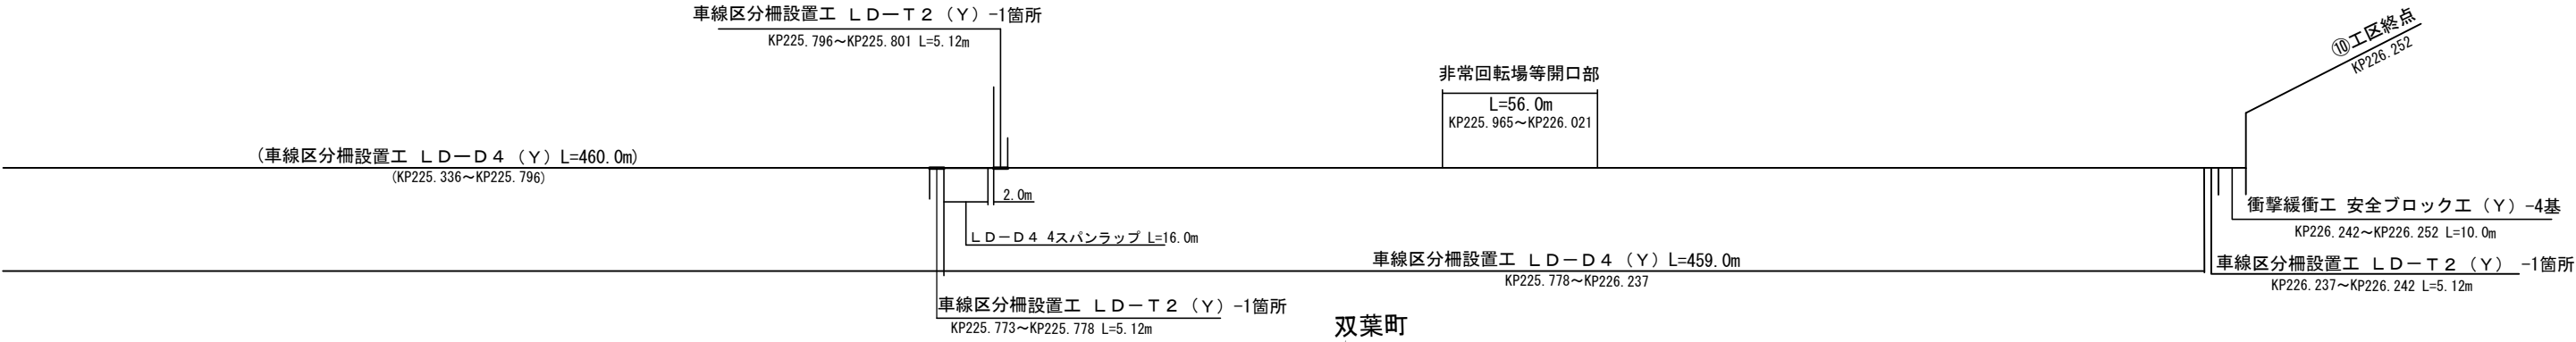 車線区分柵設置工 ＬＤ－Ｔ２（Ｙ）-1箇所
KP225.796～KP225.801 L=5.12m
⑩工区終点
KP226.252
非常回転場等開口部
L=56.0m
KP225.965～KP226.021
(車線区分柵設置工 ＬＤ－Ｄ４（Ｙ）L=460.0m)
(KP225.336～KP225.796)
2.0m
ＬＤ－Ｄ４ 4スパンラップ L=16.0m
衝撃緩衝工 安全ブロック工（Ｙ）-4基
KP226.242～KP226.252 L=10.0m
車線区分柵設置工 ＬＤ－Ｄ４（Ｙ）L=459.0m
KP225.778～KP226.237
車線区分柵設置工 ＬＤ－Ｔ２（Ｙ） -1箇所
KP226.237～KP226.242 L=5.12m
車線区分柵設置工 ＬＤ－Ｔ２（Ｙ）-1箇所
KP225.773～KP225.778 L=5.12m
双葉町